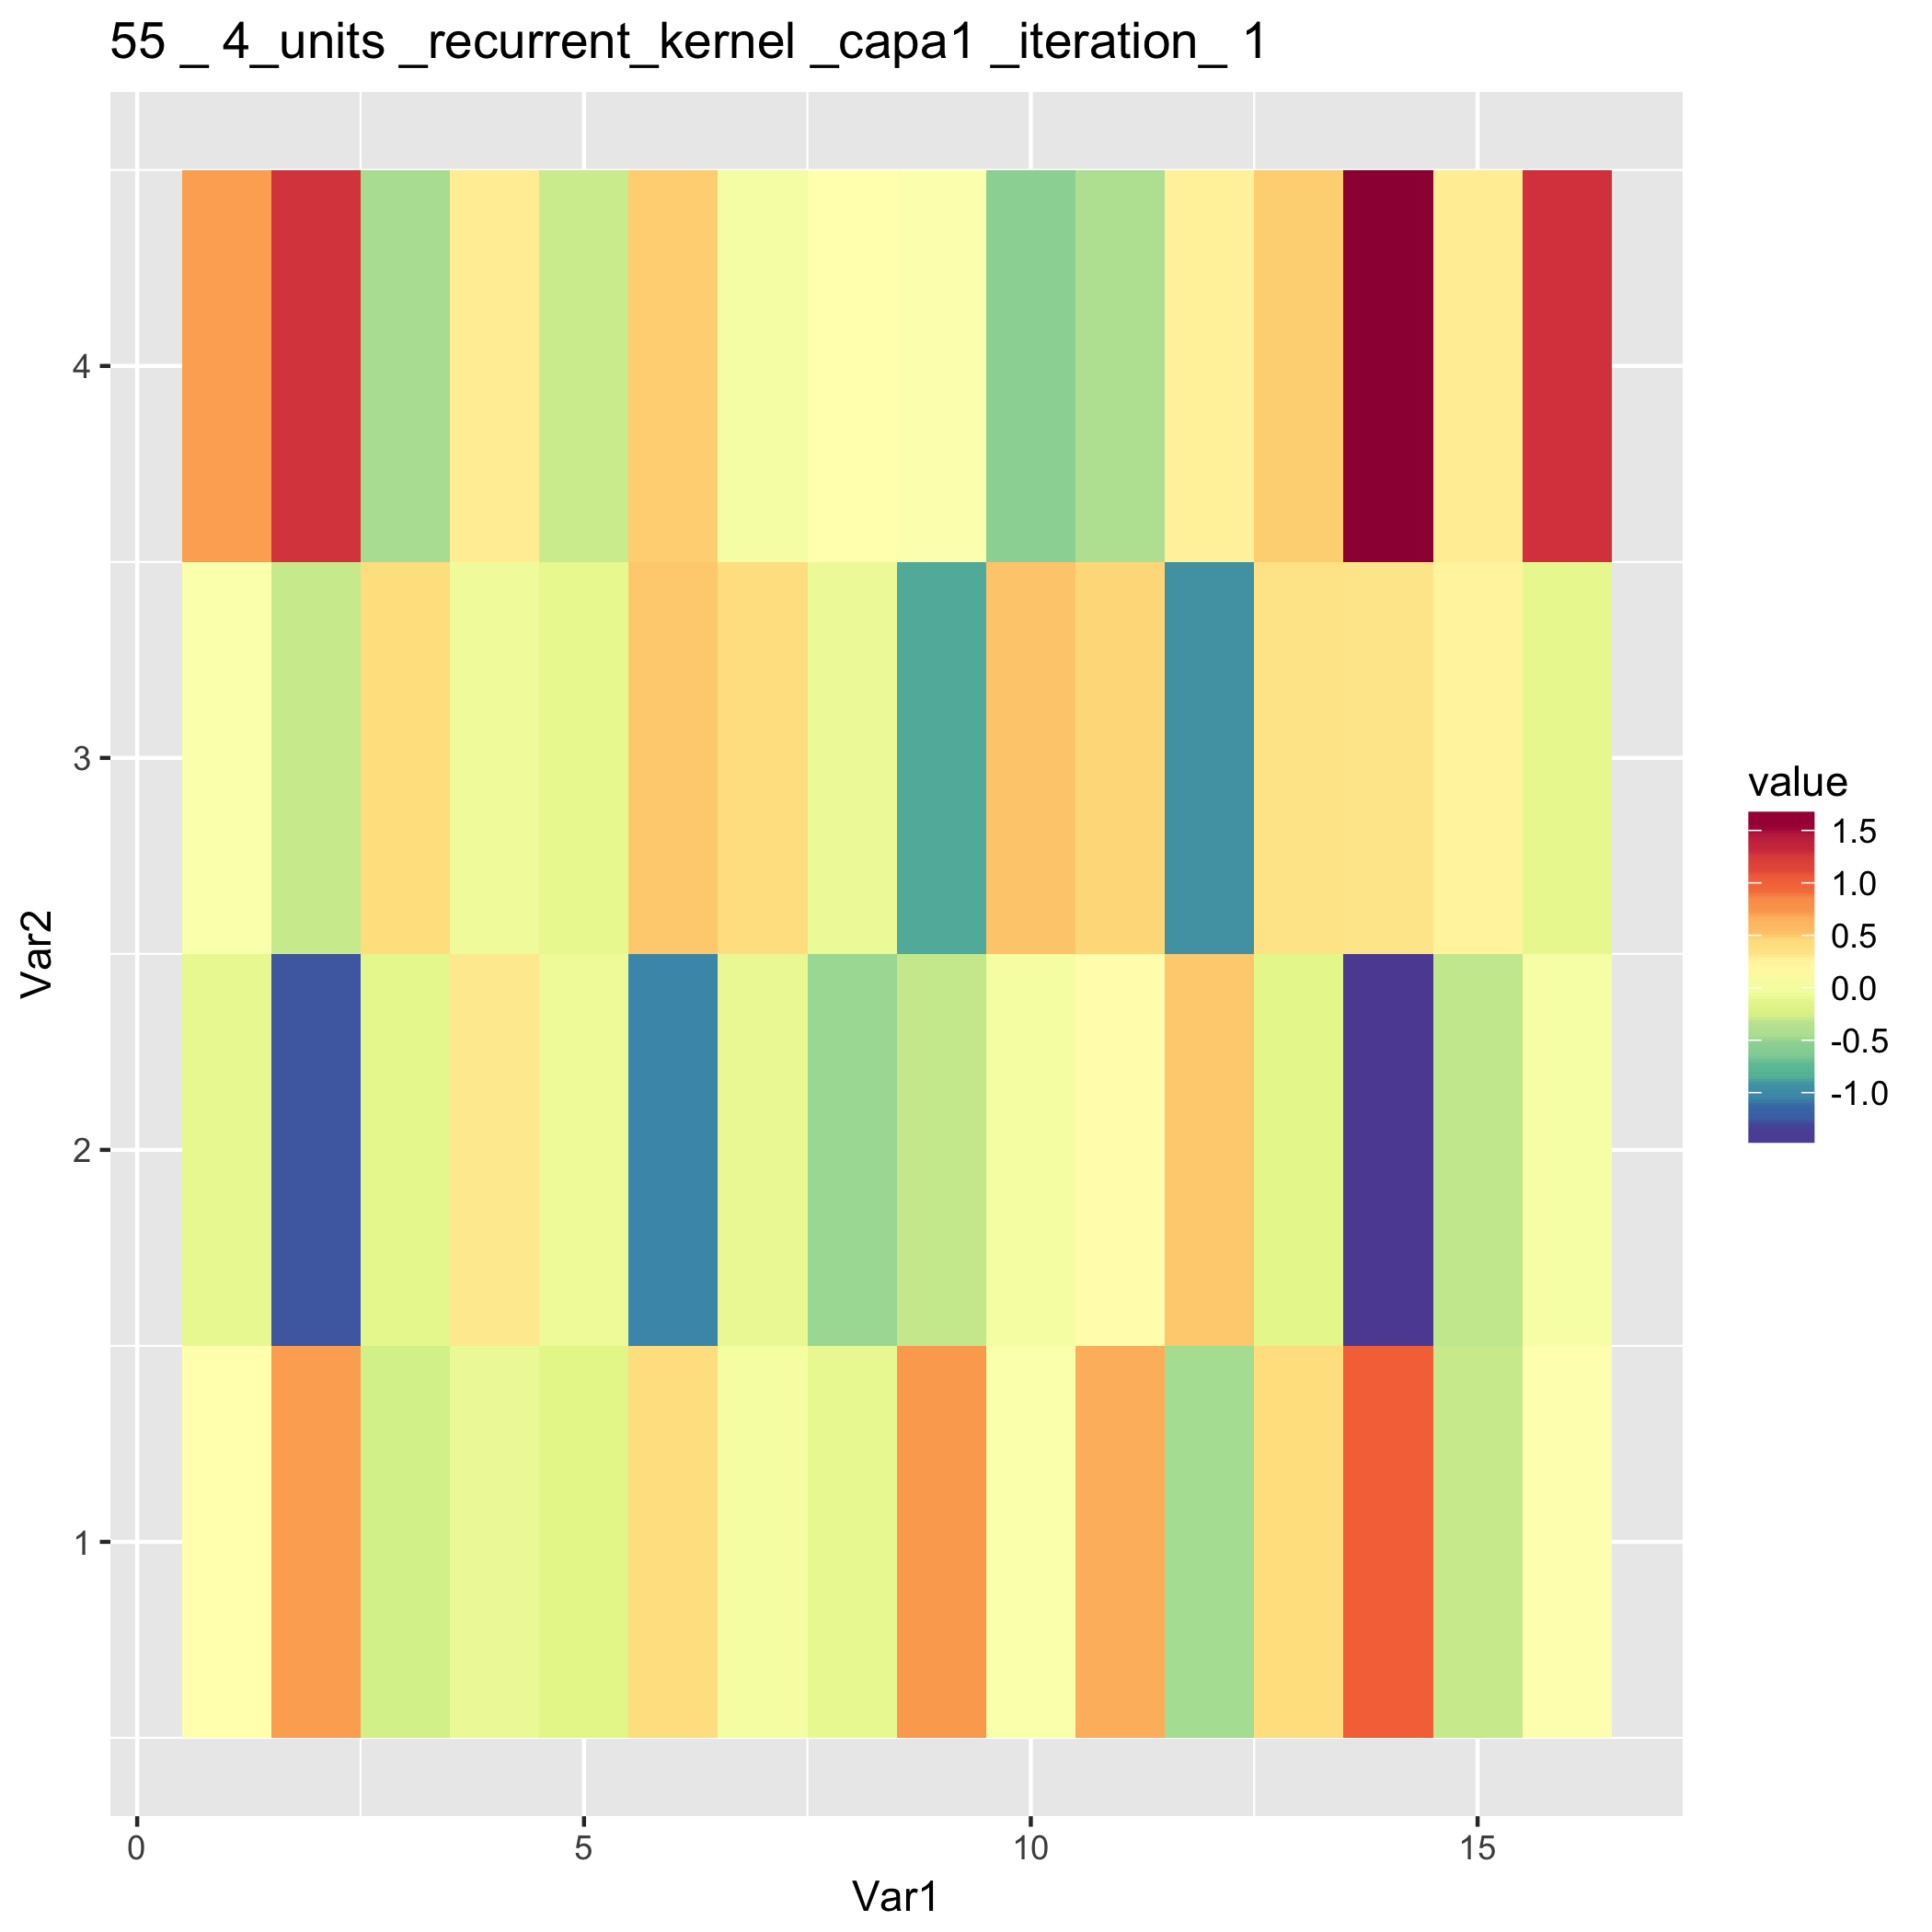 55 _ 4_units _recurrent_kernel _capa1 _iteration_ 1
4
3
2
1
Var2
0 5 10 15
Var1
value
1.5
1.0
0.5
0.0
-0.5
-1.0